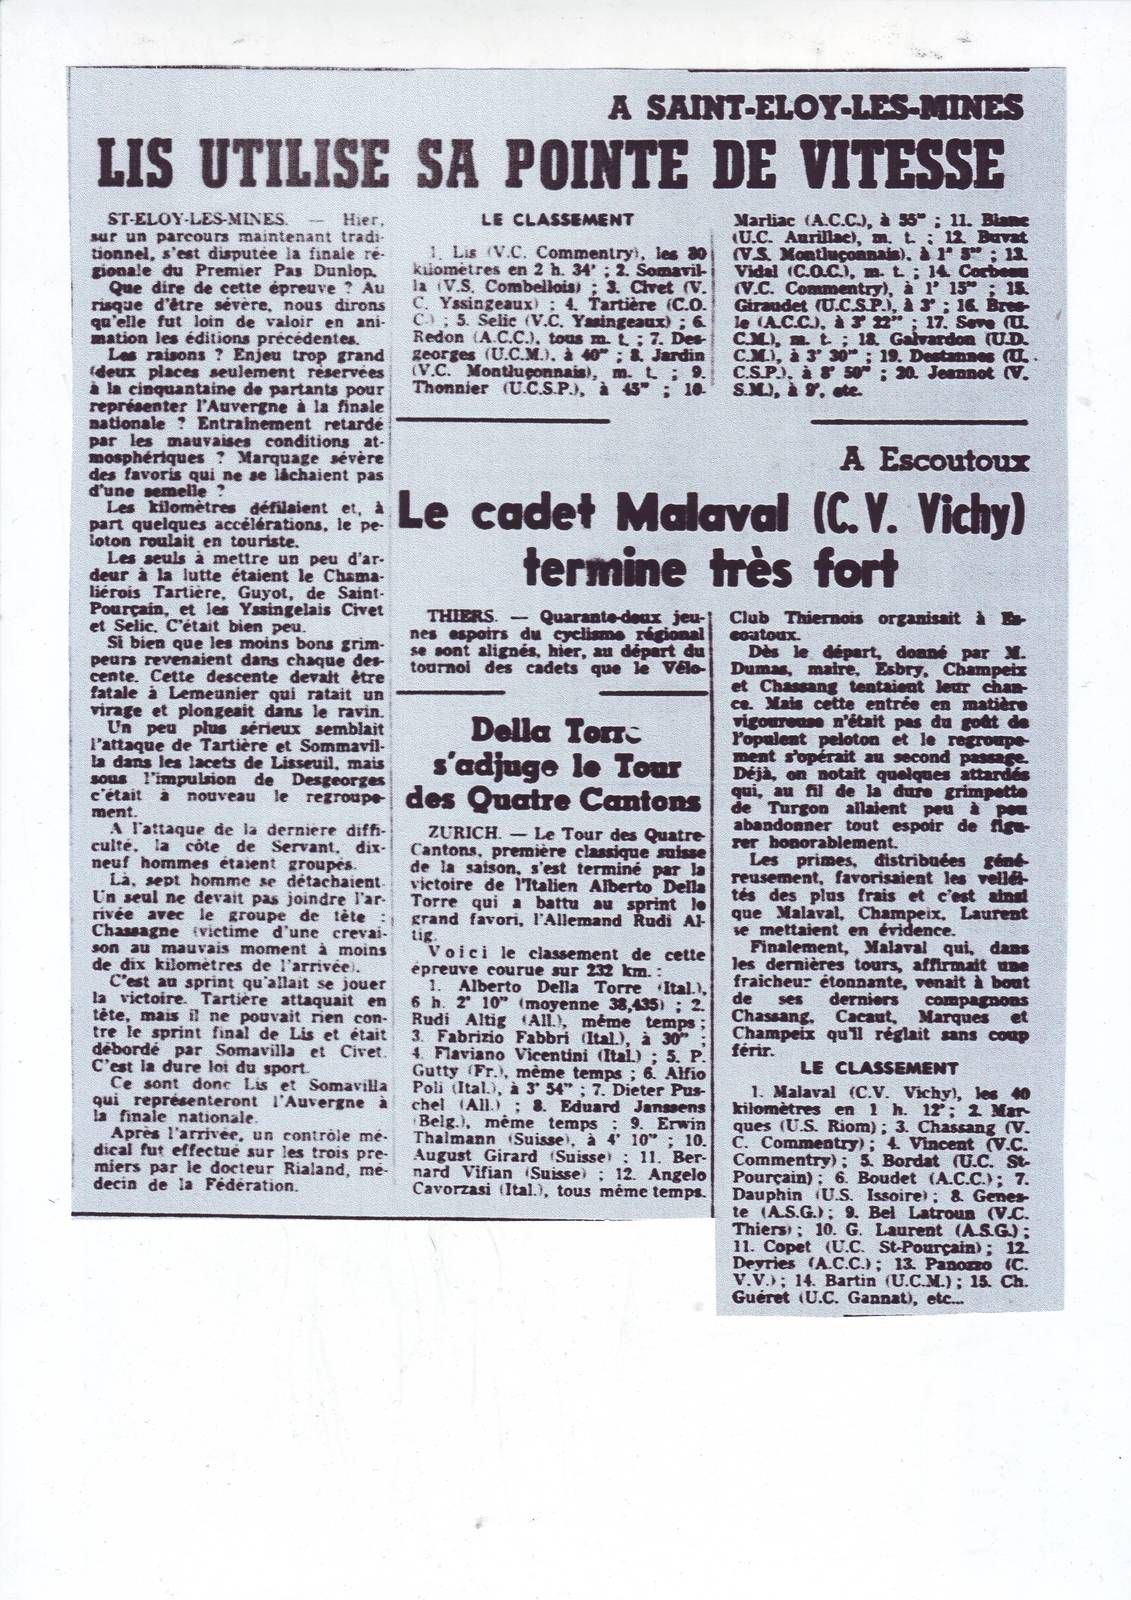 A SAINT-ELOY-LES-MINES
LIS UTILISE SA POINTE DE VITESSE
ST-ELOY-LES-MINES. — Hier,
sur un parcours maintenant tradi-
tionnel, s'est disputée la finale ré-
gionale du Premier Pas Dunlop.
Que dire de cette épreuve ? Au
risque d'être sévère, nous dirons
qu'elle fut loin de valoir en ani-
mation les éditions précédentes.
Les raisons ? Enjeu trop grand
(deux places seulement réservées
à la cinquantaine de partants pour
représenter l'Auvergne à la finale
nationale ? Entraînement retardé
par les mauvaises conditions at-
mosphériques ? Marquage sévère
des favoris qui ne se lâchaient pas
d'une semelle ?
Les kilomètres défilaient et, à
part quelques accélérations, le pe-
loton roulait en touriste.
Les seuls à mettre un peu d'ar-
deur à la lutte étaient le Chama-
liérois Tartière, Guyot, de Saint-
Pourçain, et les Yssingelais Civet
et Selic. C'était bien peu.
Si bien que les moins bons grim-
peurs revenaient dans chaque des-
cente. Cette descente devait être
fatale à Lemeunier qui ratait un
virage et plongeait dans le ravin.
Un peu plus sérieux semblait
l'attaque de Tartière et Sommavil-
la dans les lacets de Lisseuil, mais
sous l'impulsion de Desgeorges
c'était à nouveau le regroupe-
ment.
A l'attaque de la dernière diffi-
culté, la côte de Servant, dix-
neuf hommes étaient groupés.
Là, sept homme se détachaient.
Un seul ne devait pas joindre l'ar-
rivée avec le groupe de tête :
Chassagne (victime d'une crevai-
son au mauvais moment à moins
de dix kilomètres de l'arrivée).
C'est au sprint qu'allait se jouer
la victoire. Tartière attaquait en
tête, mais il ne pouvait rien con-
tre le sprint final de Lis et était
débordé par Somavilla et Civet.
C'est la dure loi du sport.
Ce sont donc Lis et Somavilla
qui représenteront l'Auvergne à
la finale nationale.
Après l'arrivée, un contrôle mé-
dical fut effectué sur les trois pre-
miers par le docteur Rialand, mé-
decin de la Fédération.
LE CLASSEMENT
1. Lis (V.C. Commentry), les 80
kilomètres en 2 h. 34' ; 2. Somavil-
la (V.S. Combellois) ; 3. Civet (V.
C. Yssingeaux) ; 4. Tartière (C.O.
C.) ; 5. Selic (V.C. Yssingeaux) ; 6.
Redon (A.C.C.), tous m. t. ; 7. Des-
georges (U.C.M.), à 40" ; 8. Jardin
(V.C. Montluçonnais), m. t. ; 9.
Thonnier (U.C.S.P.), à 45" ; 10.
Marliac (A.C.C.), à 55" ; 11. Blanc
(U.C. Aurillac), m. t. ; 12. Buvat
(V.S. Montluçonnais), à 1' 5" ; 13.
Vidal (C.O.C.), m. t. ; 14. Corbeau
(V.C. Commentry), à 1' 15" ; 15.
Giraudet (U.C.S.P.), à 3' ; 16. Bres-
le (A.C.C.), à 3' 22" ; 17. Seve (U.
C.M.), m. t. ; 18. Galvardon (U.D.
C.M.), à 3' 30" ; 19. Destannes (U.
C.S.P.), à 8' 50" ; 20. Jeannot (V.
S.M.), à 9', etc.
A Escoutoux
Le cadet Malaval (C.V. Vichy)
termine très fort
THIERS. — Quarante-deux jeu-
nes espoirs du cyclisme régional
se sont alignés, hier, au départ du
tournoi des cadets que le Vélo-
Club Thiernois organisait à Es-
coutoux.
Dès le départ, donné par M.
Dumas, maire, Esbry, Champeix
et Chassang tentaient leur chan-
ce. Mais cette entrée en matière
vigoureuse n'était pas du goût de
l'opulent peloton et le regroupe-
ment s'opérait au second passage.
Déjà, on notait quelques attardés
qui, au fil de la dure grimpette
de Turgon allaient peu à peu
abandonner tout espoir de figu-
rer honorablement.
Les primes, distribuées géné-
reusement, favorisaient les velléi-
tés des plus frais et c'est ainsi
que Malaval, Champeix, Laurent
se mettaient en évidence.
Finalement, Malaval qui, dans
les dernières tours, affirmait une
fraîcheur étonnante, venait à bout
de ses derniers compagnons
Chassang, Cacaut, Marques et
Champeix qu'il réglait sans coup
férir.
LE CLASSEMENT
1. Malaval (C.V. Vichy), les 40
kilomètres en 1 h. 12' ; 2. Mar-
ques (U.S. Riom) ; 3. Chassang (V.
C. Commentry) ; 4. Vincent (V.C.
Commentry) ; 5. Bordat (U.C. St-
Pourçain) ; 6. Boudet (A.C.C.) ; 7.
Dauphin (U.S. Issoire) ; 8. Genes-
te (A.S.G.) ; 9. Bel Latroun (V.C.
Thiers) ; 10. G. Laurent (A.S.G.) ;
11. Copet (U.C. St-Pourçain) ; 12.
Devries (A.C.C.) ; 13. Panozzo (C.
V.V.) ; 14. Bartin (U.C.M.) ; 15. Ch.
Guéret (U.C. Gannat), etc...
Della Torre
s'adjuge le Tour
des Quatre Cantons
ZURICH. — Le Tour des Quatre-
Cantons, première classique suisse
de la saison, s'est terminé par la
victoire de l'Italien Alberto Della
Torre qui a battu au sprint le
grand favori, l'Allemand Rudi Al-
tig.
Voici le classement de cette
épreuve courue sur 232 km. :
1. Alberto Della Torre (Ital.),
6 h. 2' 10" (moyenne 38,435) ; 2.
Rudi Altig (All.), même temps ;
3. Fabrizio Fabbri (Ital.), à 30" ;
4. Flaviano Vicentini (Ital.) ; 5. P.
Gutty (Fr.), même temps ; 6. Alfio
Poli (Ital.), à 3' 54" ; 7. Dieter Pus-
chel (All.) ; 8. Eduard Janssens
(Belg.), même temps ; 9. Erwin
Thalmann (Suisse), à 4' 10" ; 10.
August Girard (Suisse) ; 11. Ber-
nard Vifian (Suisse) ; 12. Angelo
Cavorzasi (Ital.), tous même temps.